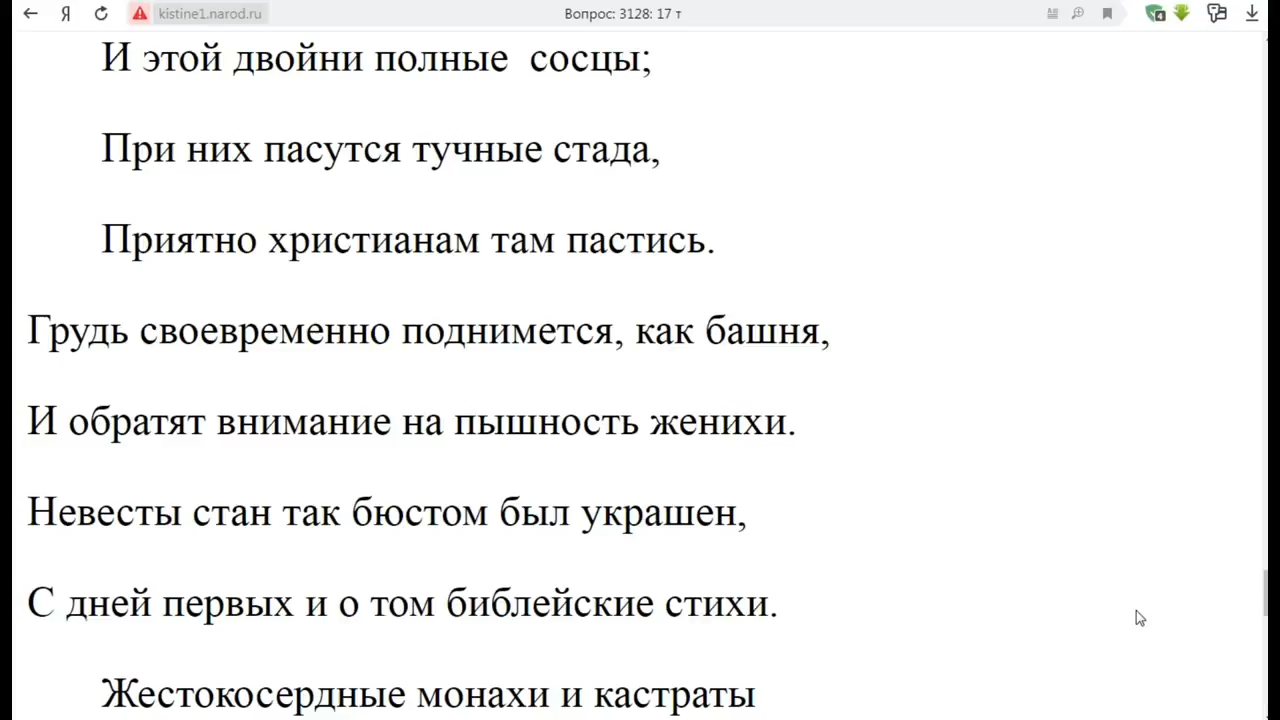 kistine1.narod.ru
Вопрос: 3128: 17 т
4
И этой двойни полные сосцы;
При них пасутся тучные стада,
Приятно христианам там пастись.
Грудь своевременно поднимется, как башня,
И обратят внимание на пышность женихи.
Невесты стан так бюстом был украшен,
С дней первых и о том библейские стихи.
Жестокосердные монахи и кастраты